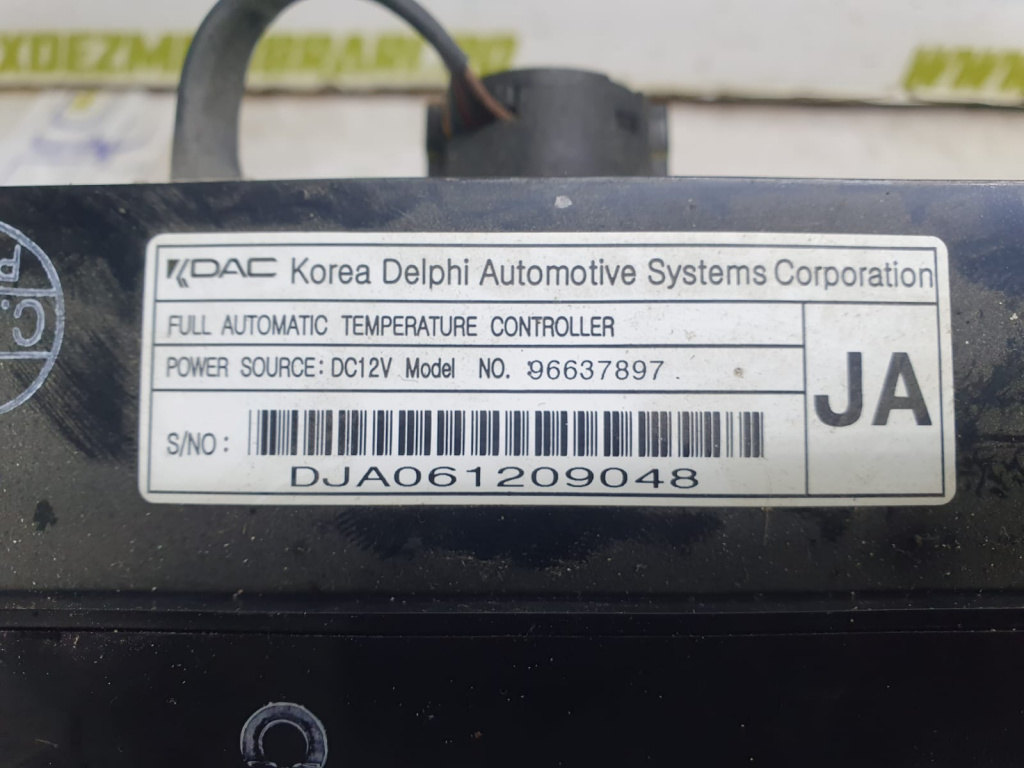 KDAC Korea Delphi Automotive Systems Corporation
FULL AUTOMATIC TEMPERATURE CONTROLLER
POWER SOURCE: DC12V Model NO. 96637897
JA
S/NO:
DJA061209048